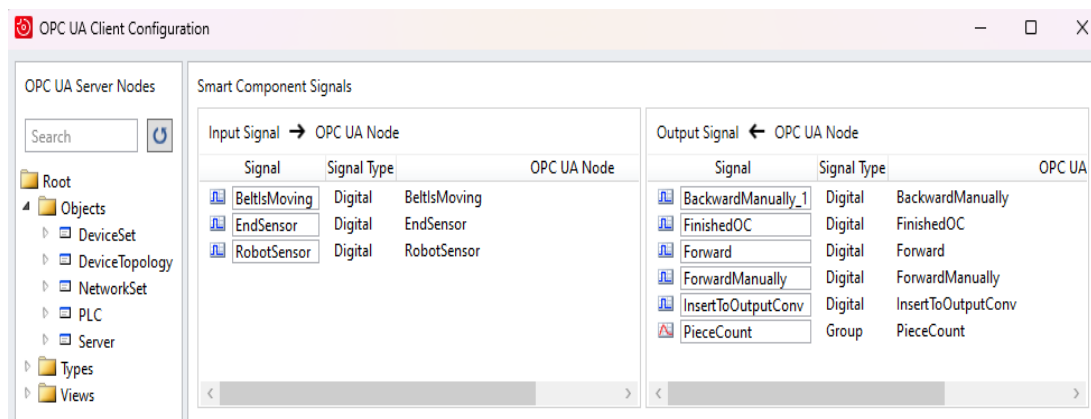 OPC UA Client Configuration
OPC UA Server Nodes
Search
Root
Objects
DeviceSet
DeviceTopology
NetworkSet
PLC
Server
Types
Views
Smart Component Signals
Input Signal → OPC UA Node
Signal Signal Type OPC UA Node
BeltIsMoving Digital BeltIsMoving
EndSensor Digital EndSensor
RobotSensor Digital RobotSensor
Output Signal ← OPC UA Node
Signal Signal Type OPC UA
BackwardManually_1 Digital BackwardManually
FinishedOC Digital FinishedOC
Forward Digital Forward
ForwardManually Digital ForwardManually
InsertToOutputConv Digital InsertToOutputConv
PieceCount Group PieceCount